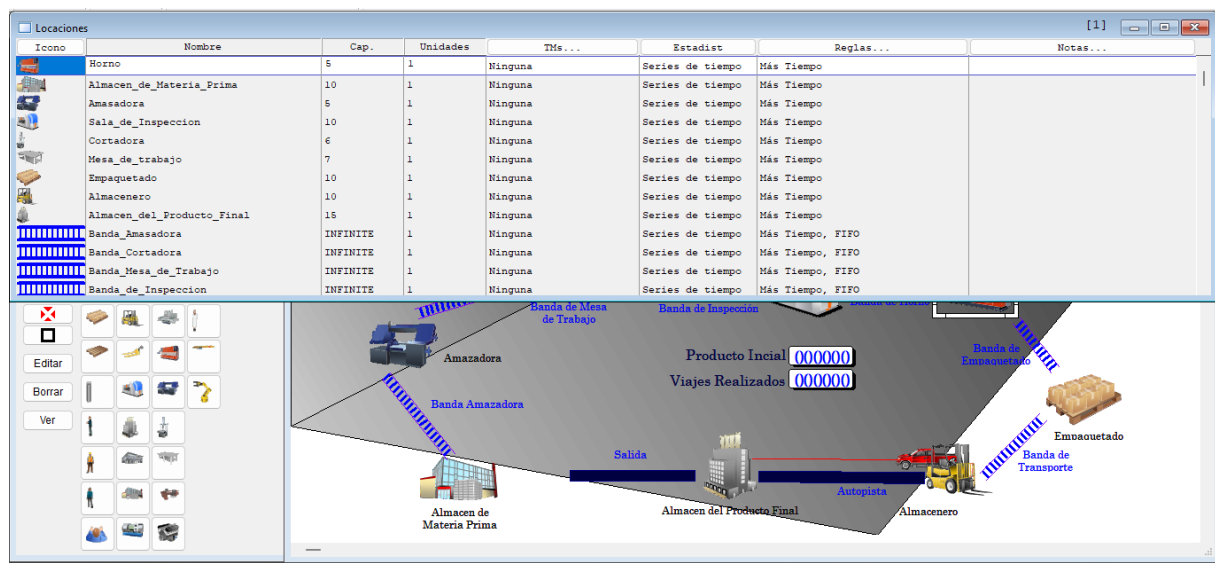 Locaciones [1]
Icono Nombre Cap. Unidades TMs... Estadist Reglas... Notas...
Horno 5 1 Ninguna Series de tiempo Más Tiempo
Almacen_de_Materia_Prima 10 1 Ninguna Series de tiempo Más Tiempo
Amasadora 5 1 Ninguna Series de tiempo Más Tiempo
Sala_de_Inspeccion 10 1 Ninguna Series de tiempo Más Tiempo
Cortadora 6 1 Ninguna Series de tiempo Más Tiempo
Mesa_de_trabajo 7 1 Ninguna Series de tiempo Más Tiempo
Empaquetado 10 1 Ninguna Series de tiempo Más Tiempo
Almacenero 10 1 Ninguna Series de tiempo Más Tiempo
Almacen_del_Producto_Final 15 1 Ninguna Series de tiempo Más Tiempo
Banda_Amasadora INFINITE 1 Ninguna Series de tiempo Más Tiempo, FIFO
Banda_Cortadora INFINITE 1 Ninguna Series de tiempo Más Tiempo, FIFO
Banda_Mesa_de_Trabajo INFINITE 1 Ninguna Series de tiempo Más Tiempo, FIFO
Banda_de_Inspeccion INFINITE 1 Ninguna Series de tiempo Más Tiempo, FIFO
Editar
Borrar
Ver
Banda de Mesa
de Trabajo
Banda de Inspección
Banda de Horno
Amazadora
Producto Incial 000000
Viajes Realizados 000000
Banda de
Empaquetado
Banda Amazadora
Empaquetado
Salida
Banda de
Transporte
Autopista
Almacen de
Materia Prima
Almacen del Producto Final
Almacenero